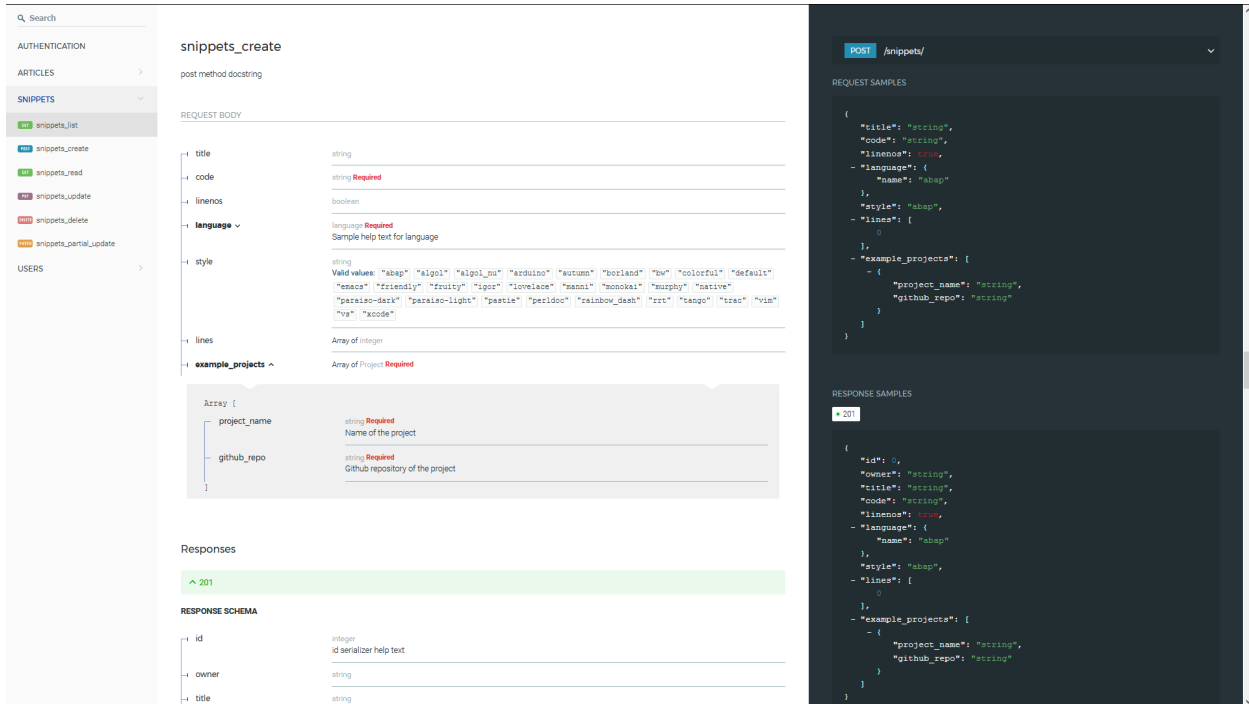 Search
AUTHENTICATION
ARTICLES
SNIPPETS
GET snippets_list
POST snippets_create
GET snippets_read
PUT snippets_update
DELETE snippets_delete
PATCH snippets_partial_update
USERS
snippets_create
post method docstring
REQUEST BODY
title string
code string Required
linenos boolean
language language Required
Sample help text for language
style string
Valid values: "abap" "algol" "algol_nu" "arduino" "autumn" "borland" "bw" "colorful" "default"
"emacs" "friendly" "fruity" "igor" "lovelace" "manni" "monokai" "murphy" "native"
"paraiso-dark" "paraiso-light" "pastie" "perldoc" "rainbow_dash" "rrt" "tango" "trac" "vim"
"vs" "xcode"
lines Array of integer
example_projects Array of Project Required
Array [
project_name string Required
Name of the project
github_repo string Required
Github repository of the project
]
Responses
201
RESPONSE SCHEMA
id integer
id serializer help text
owner string
title string
POST /snippets/
REQUEST SAMPLES
{
"title": "string",
"code": "string",
"linenos": true,
- "language": {
"name": "abap"
},
"style": "abap",
- "lines": [
0
],
- "example_projects": [
- {
"project_name": "string",
"github_repo": "string"
}
]
}
RESPONSE SAMPLES
201
{
"id": 0,
"owner": "string",
"title": "string",
"code": "string",
"linenos": true,
- "language": {
"name": "abap"
},
"style": "abap",
- "lines": [
0
],
- "example_projects": [
- {
"project_name": "string",
"github_repo": "string"
}
]
}